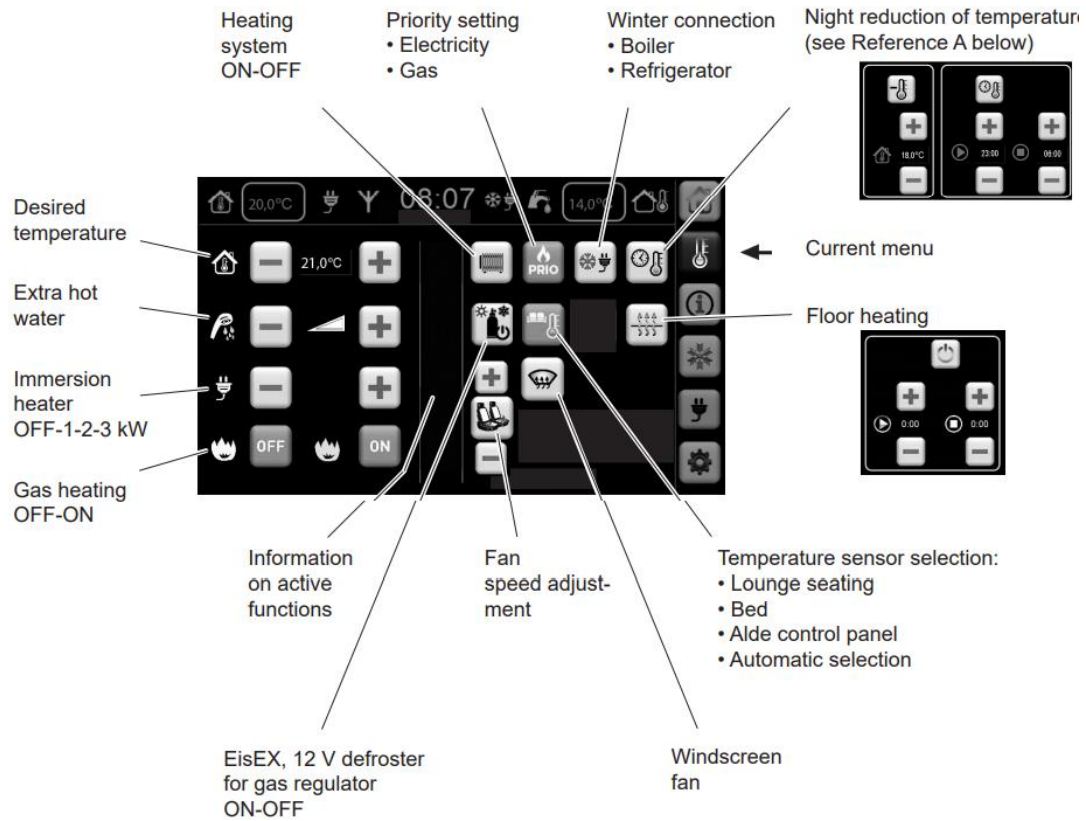 Heating
system
ON-OFF
Priority setting
• Electricity
• Gas
Winter connection
• Boiler
• Refrigerator
Night reduction of temperature
(see Reference A below)
18.0°C
23:00
06:00
20,0°C
08:07
14,0°C
Desired
temperature
21,0°C
PRIO
Current menu
Extra hot
water
Floor heating
0:00
0:00
Immersion
heater
OFF-1-2-3 kW
OFF
ON
Gas heating
OFF-ON
Information
on active
functions
Fan
speed adjust-
ment
Temperature sensor selection:
• Lounge seating
• Bed
• Alde control panel
• Automatic selection
EisEX, 12 V defroster
for gas regulator
ON-OFF
Windscreen
fan